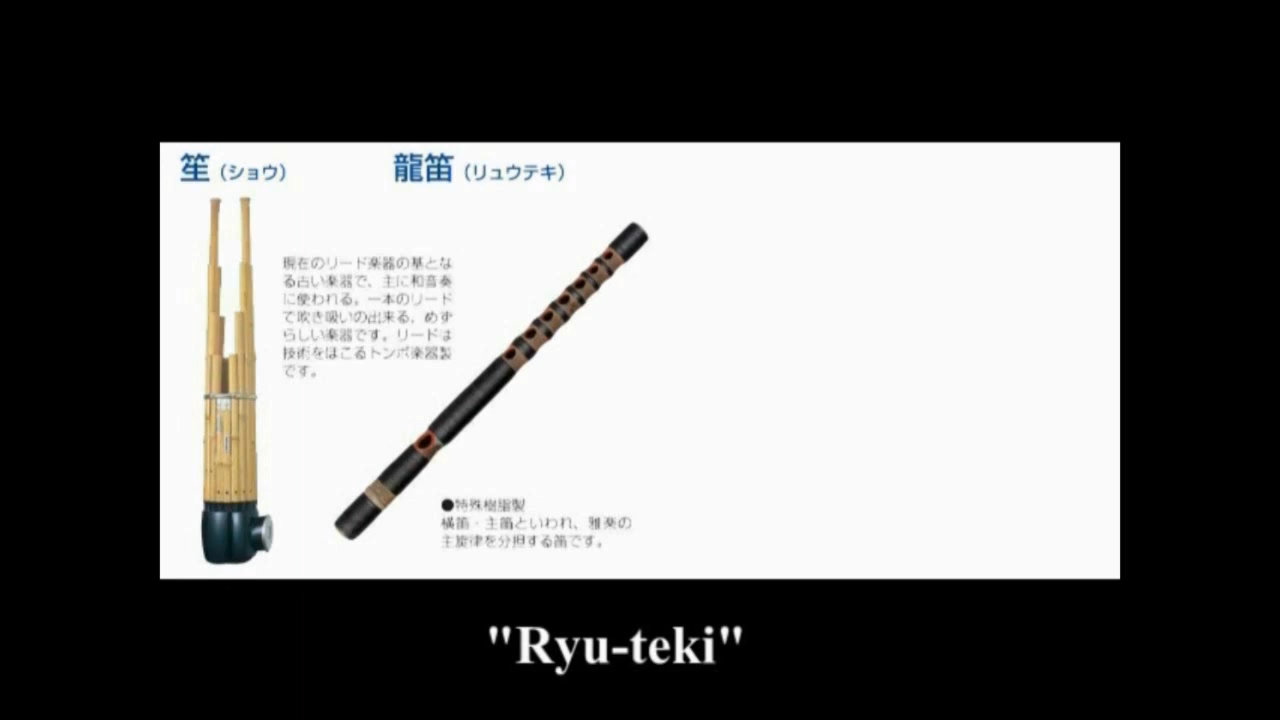 笙（ショウ）
龍笛（リュウテキ）
現在のリード楽器の基とな
る古い楽器で、主に和音奏
に使われる。一本のリード
で吹き吸いの出来る、めず
らしい楽器です。リードは
技術をほこるトンボ楽器製
です。
●特殊樹脂製
横笛・主笛といわれ、雅楽の
主旋律を分担する笛です。
"Ryu-teki"